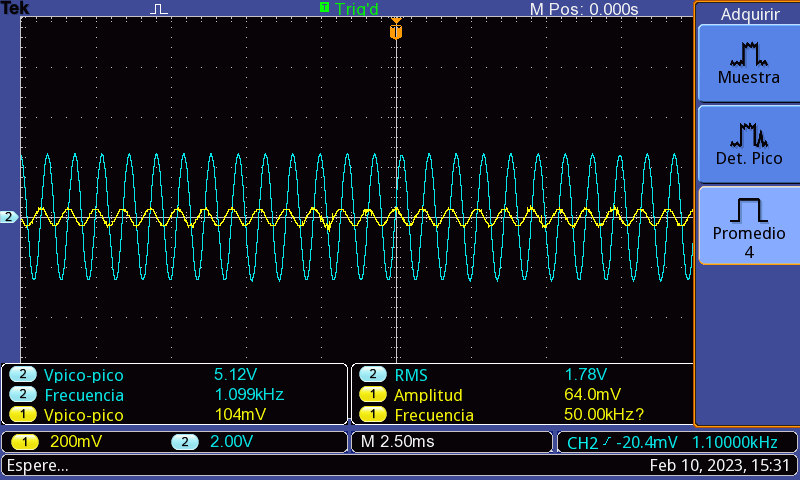 Tek T Trig'd M Pos: 0.000s Adquirir
T
Muestra
Det. Pico
2
Promedio
4
2 Vpico-pico 5.12V 2 RMS 1.78V
2 Frecuencia 1.099kHz 1 Amplitud 64.0mV
1 Vpico-pico 104mV 1 Frecuencia 50.00kHz?
1 200mV 2 2.00V M 2.50ms CH2 -20.4mV 1.10000kHz
Espere... Feb 10, 2023, 15:31